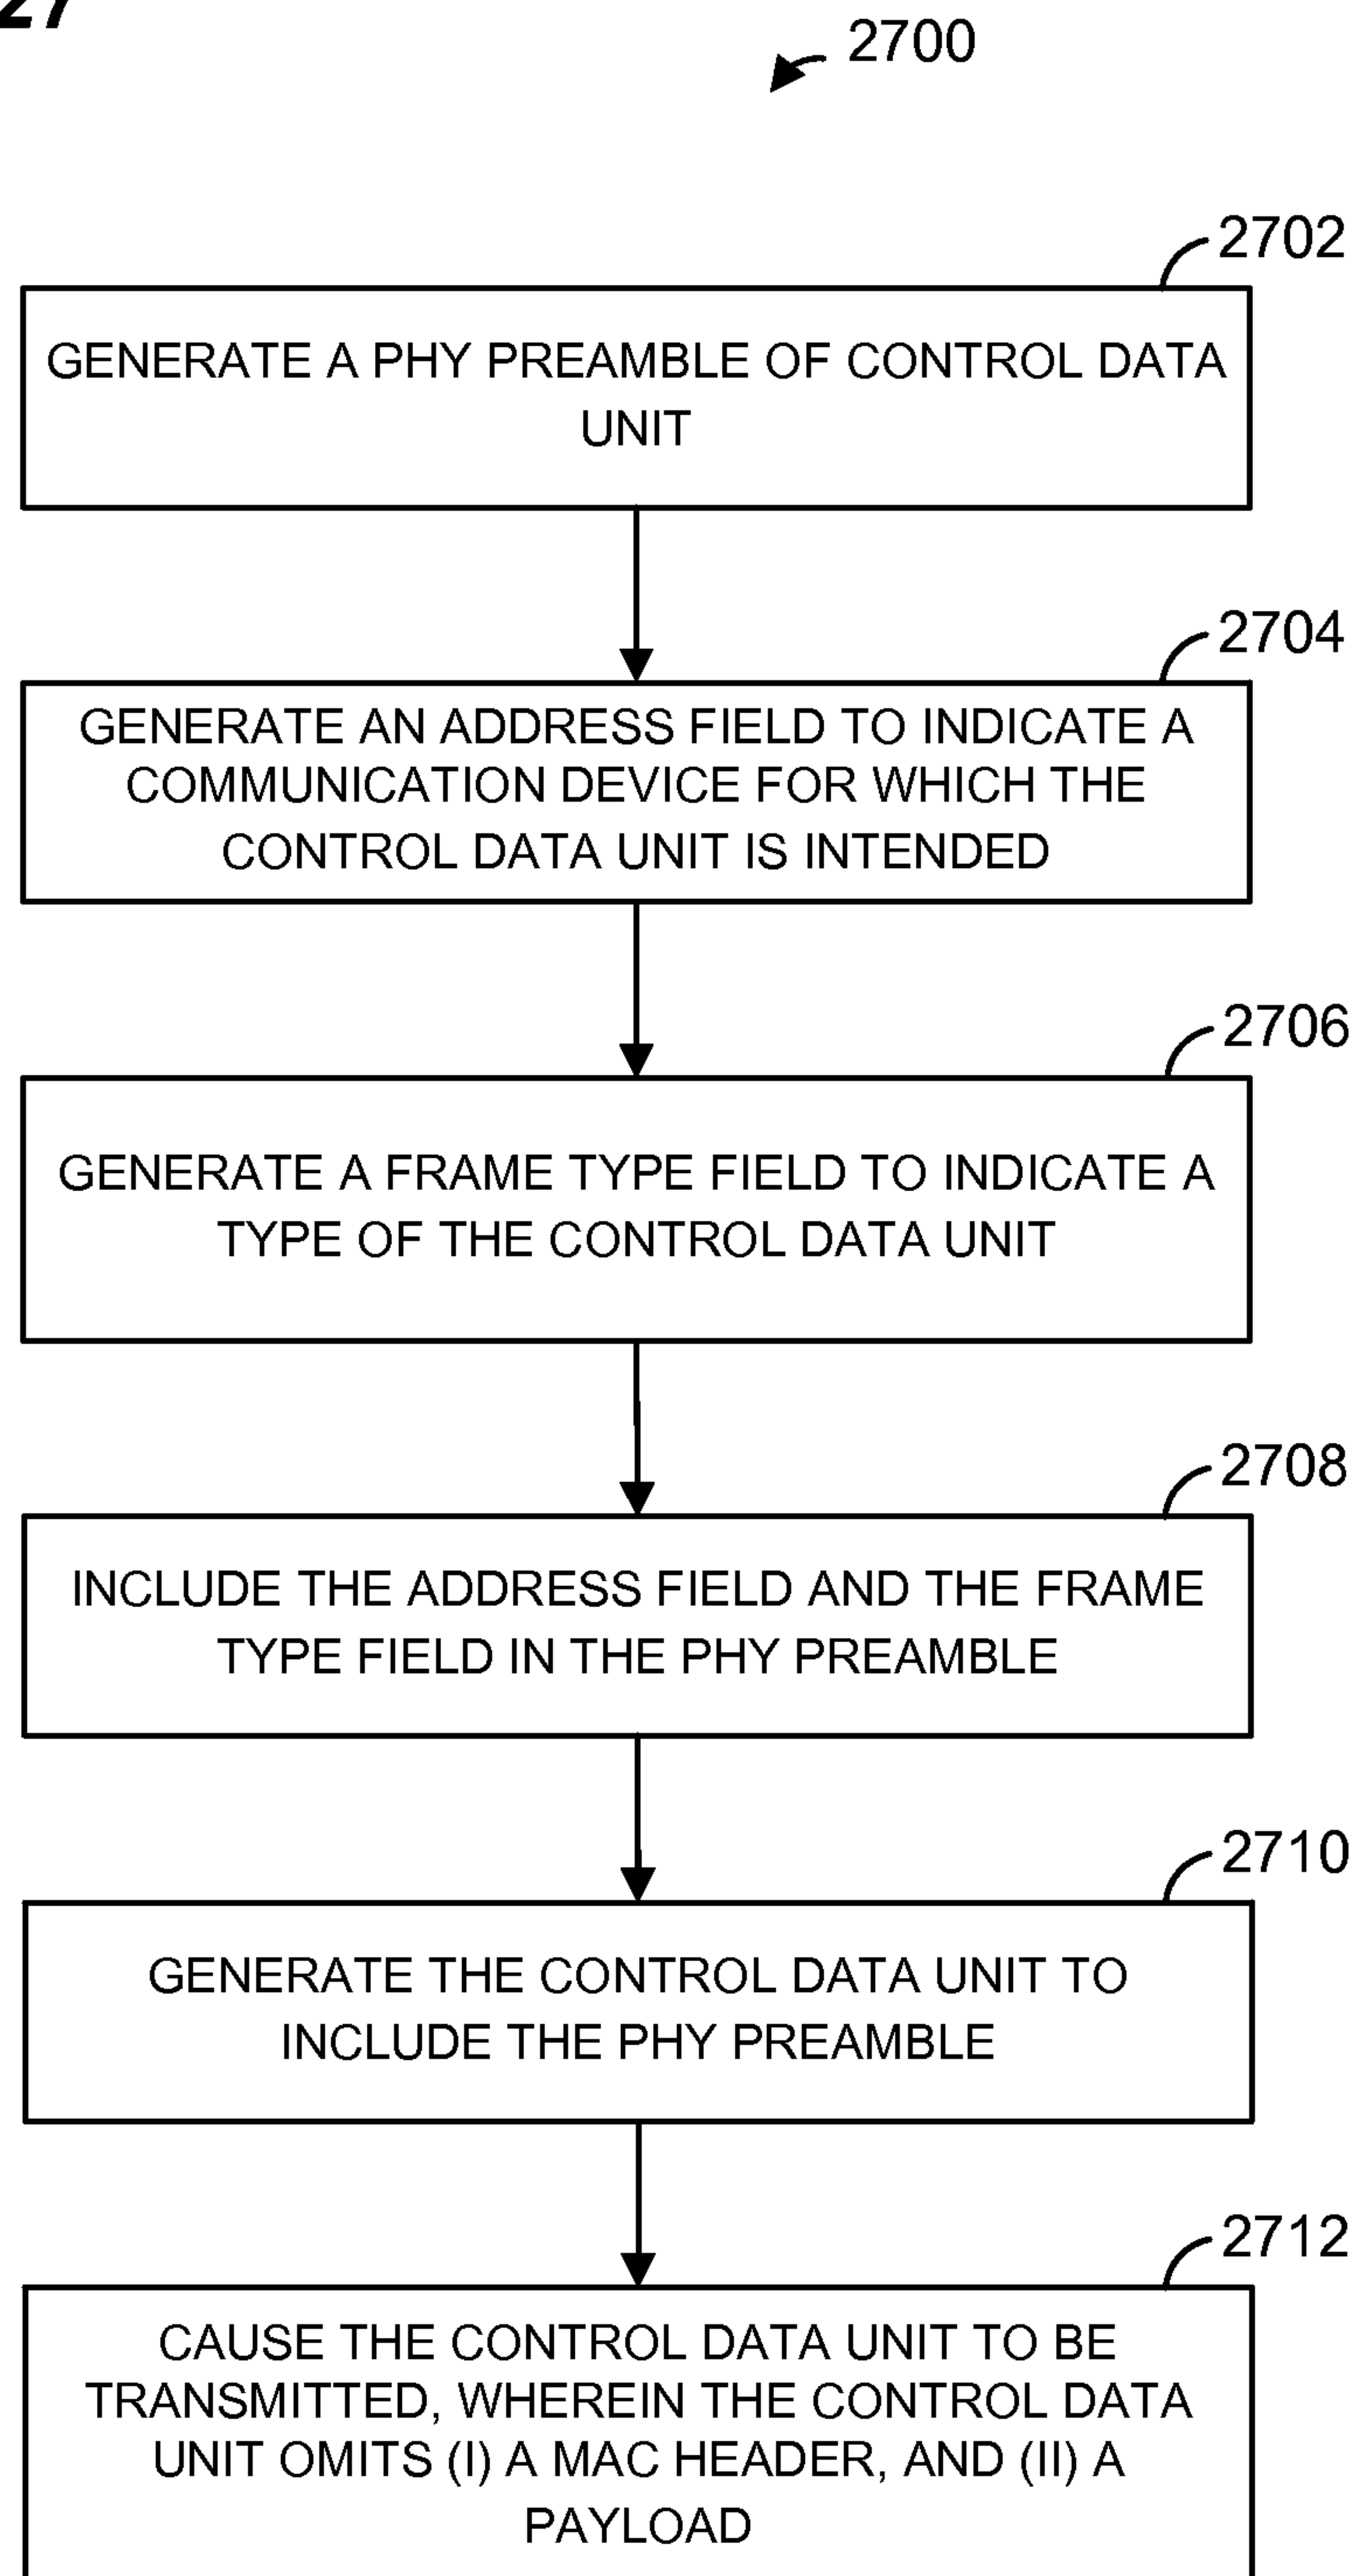 27
2700
2702
GENERATE A PHY PREAMBLE OF CONTROL DATA
UNIT
2704
GENERATE AN ADDRESS FIELD TO INDICATE A
COMMUNICATION DEVICE FOR WHICH THE
CONTROL DATA UNIT IS INTENDED
2706
GENERATE A FRAME TYPE FIELD TO INDICATE A
TYPE OF THE CONTROL DATA UNIT
2708
INCLUDE THE ADDRESS FIELD AND THE FRAME
TYPE FIELD IN THE PHY PREAMBLE
2710
GENERATE THE CONTROL DATA UNIT TO
INCLUDE THE PHY PREAMBLE
2712
CAUSE THE CONTROL DATA UNIT TO BE
TRANSMITTED, WHEREIN THE CONTROL DATA
UNIT OMITS (I) A MAC HEADER, AND (II) A
PAYLOAD